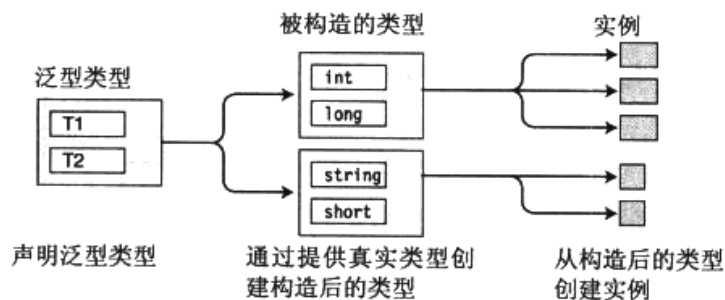 被构造的类型
实例
泛型类型
int
long
T1
T2
string
short
声明泛型类型
通过提供真实类型创
建构造后的类型
从构造后的类型
创建实例